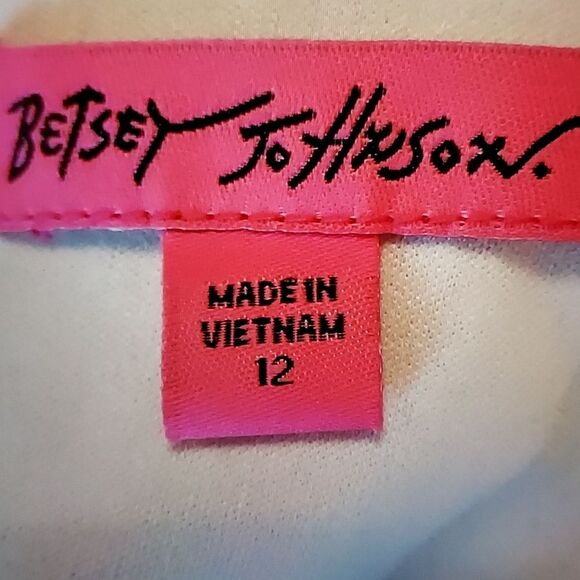 BETSEY JOHNSON.
MADE IN
VIETNAM
12